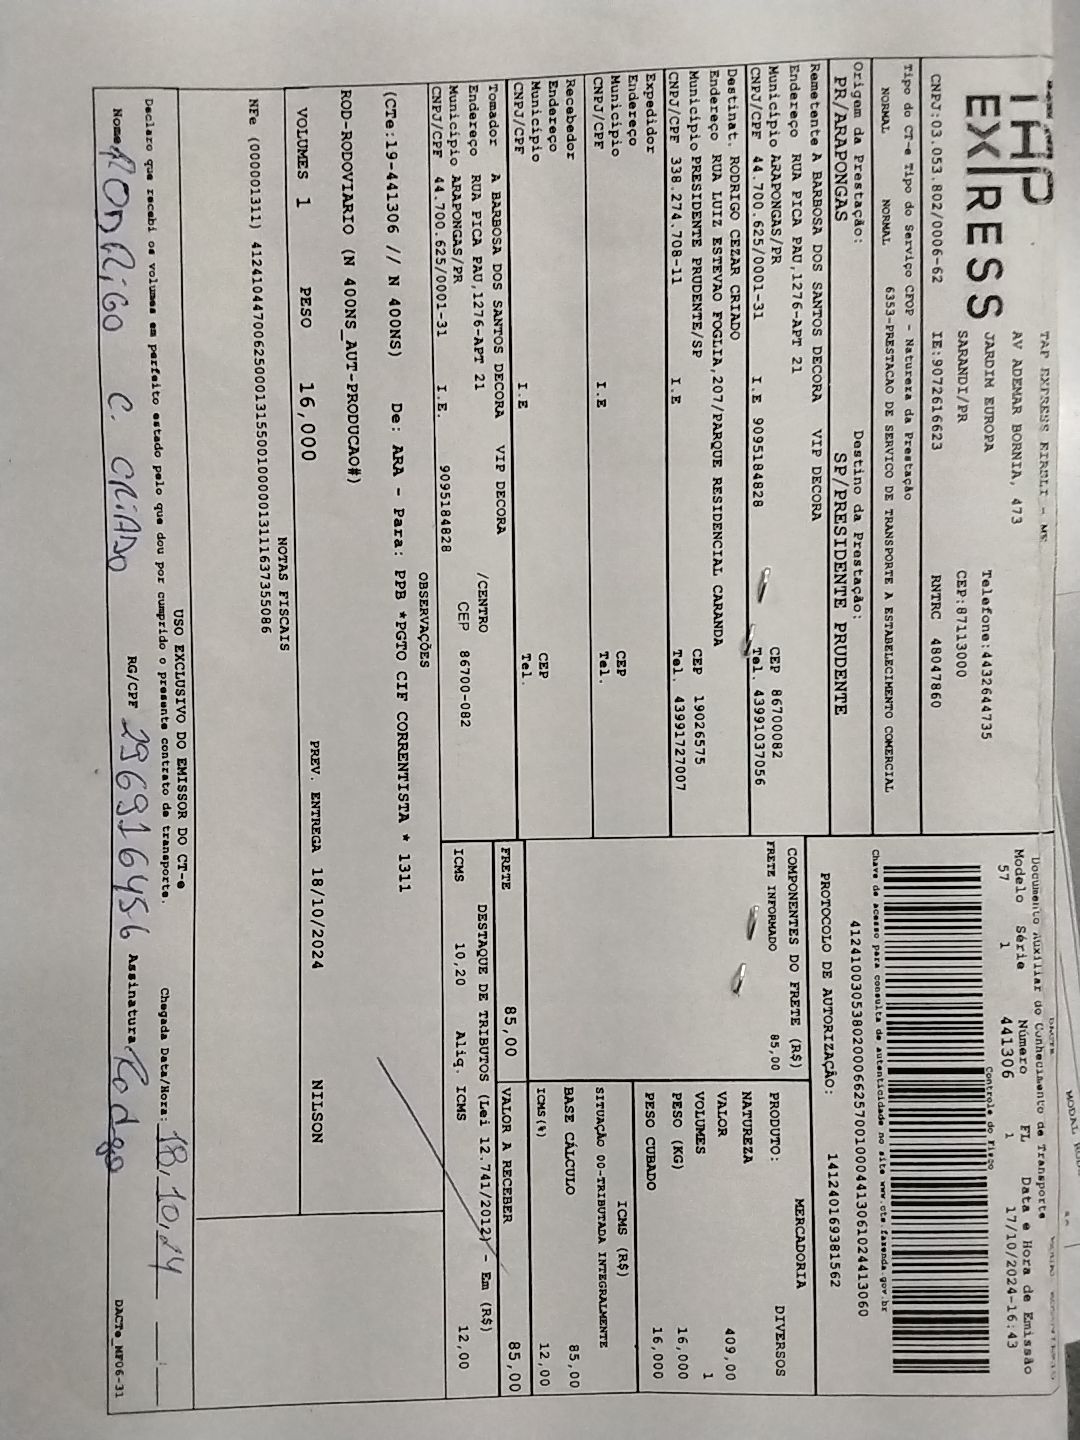 TAP EXPRESS
TAP EXPRESS EIRELI - ME
AV ADEMAR BORNIA, 473
JARDIM EUROPA
SARANDI/PR
Telefone:4432644735
CEP:87113000
CNPJ:03.053.802/0006-62 IE:9072616623 RNTRC 48047860
DACTE
Documento Auxiliar do Conhecimento de Transporte
Modelo Série Número FL Data e Hora de Emissão
57 1 441306 1 17/10/2024-16:43
Controle do Fisco
Chave de acesso para consulta de autenticidade no site www.cte.fazenda.gov.br
41241003053802000662570010004413061024413060
PROTOCOLO DE AUTORIZAÇÃO: 141240169381562
Tipo do CT-e Tipo do Serviço CFOP - Natureza da Prestação
NORMAL NORMAL 6353-PRESTACAO DE SERVICO DE TRANSPORTE A ESTABELECIMENTO COMERCIAL
Origem da Prestação: Destino da Prestação:
PR/ARAPONGAS SP/PRESIDENTE PRUDENTE
Remetente A BARBOSA DOS SANTOS DECORA VIP DECORA
Endereço RUA PICA PAU,1276-APT 21
Município ARAPONGAS/PR CEP 86700082
CNPJ/CPF 44.700.625/0001-31 I.E 9095184828 Tel. 43991037056
Destinat. RODRIGO CEZAR CRIADO
Endereço RUA LUIZ ESTEVAO FOGLIA,207/PARQUE RESIDENCIAL CARANDA
Município PRESIDENTE PRUDENTE/SP CEP 19026575
CNPJ/CPF 338.274.708-11 I.E Tel. 43991727007
Expedidor
Endereço
Município CEP
CNPJ/CPF I.E Tel.
Recebedor
Endereço
Município CEP
CNPJ/CPF I.E Tel.
Tomador A BARBOSA DOS SANTOS DECORA VIP DECORA
Endereço RUA PICA PAU,1276-APT 21 /CENTRO
Município ARAPONGAS/PR CEP 86700-082
CNPJ/CPF 44.700.625/0001-31 I.E. 9095184828
COMPONENTES DO FRETE (R$)
FRETE INFORMADO 85,00
PRODUTO: MERCADORIA
NATUREZA DIVERSOS
VALOR 409,00
VOLUMES 1
PESO (KG) 16,000
PESO CUBADO 16,000
ICMS (R$)
SITUAÇÃO 00-TRIBUTADA INTEGRALMENTE
BASE CÁLCULO 85,00
ICMS(%) 12,00
FRETE 85,00 VALOR A RECEBER 85,00
DESTAQUE DE TRIBUTOS (Lei 12.741/2012) - Em (R$)
ICMS 10,20 Aliq. ICMS 12,00
OBSERVAÇÕES
(CTe:19-441306 // N 400NS) De: ARA - Para: PPB *PGTO CIF CORRENTISTA * 1311
ROD-RODOVIARIO (N 400NS_AUT-PRODUCAO#)
VOLUMES 1 PESO 16,000 PREV. ENTREGA 18/10/2024 NILSON
NOTAS FISCAIS
NFe (000001311) 41241044700625000131550010000013111637355086
USO EXCLUSIVO DO EMISSOR DO CT-e
Declaro que recebi os volumes em perfeito estado pelo que dou por cumprido o presente contrato de transporte. Chegada Data/Hora: 18,10,24
Nome RODRIGO C. CRIADO RG/CPF 296916456 Assinatura Rodrigo DACTe_MF06-31